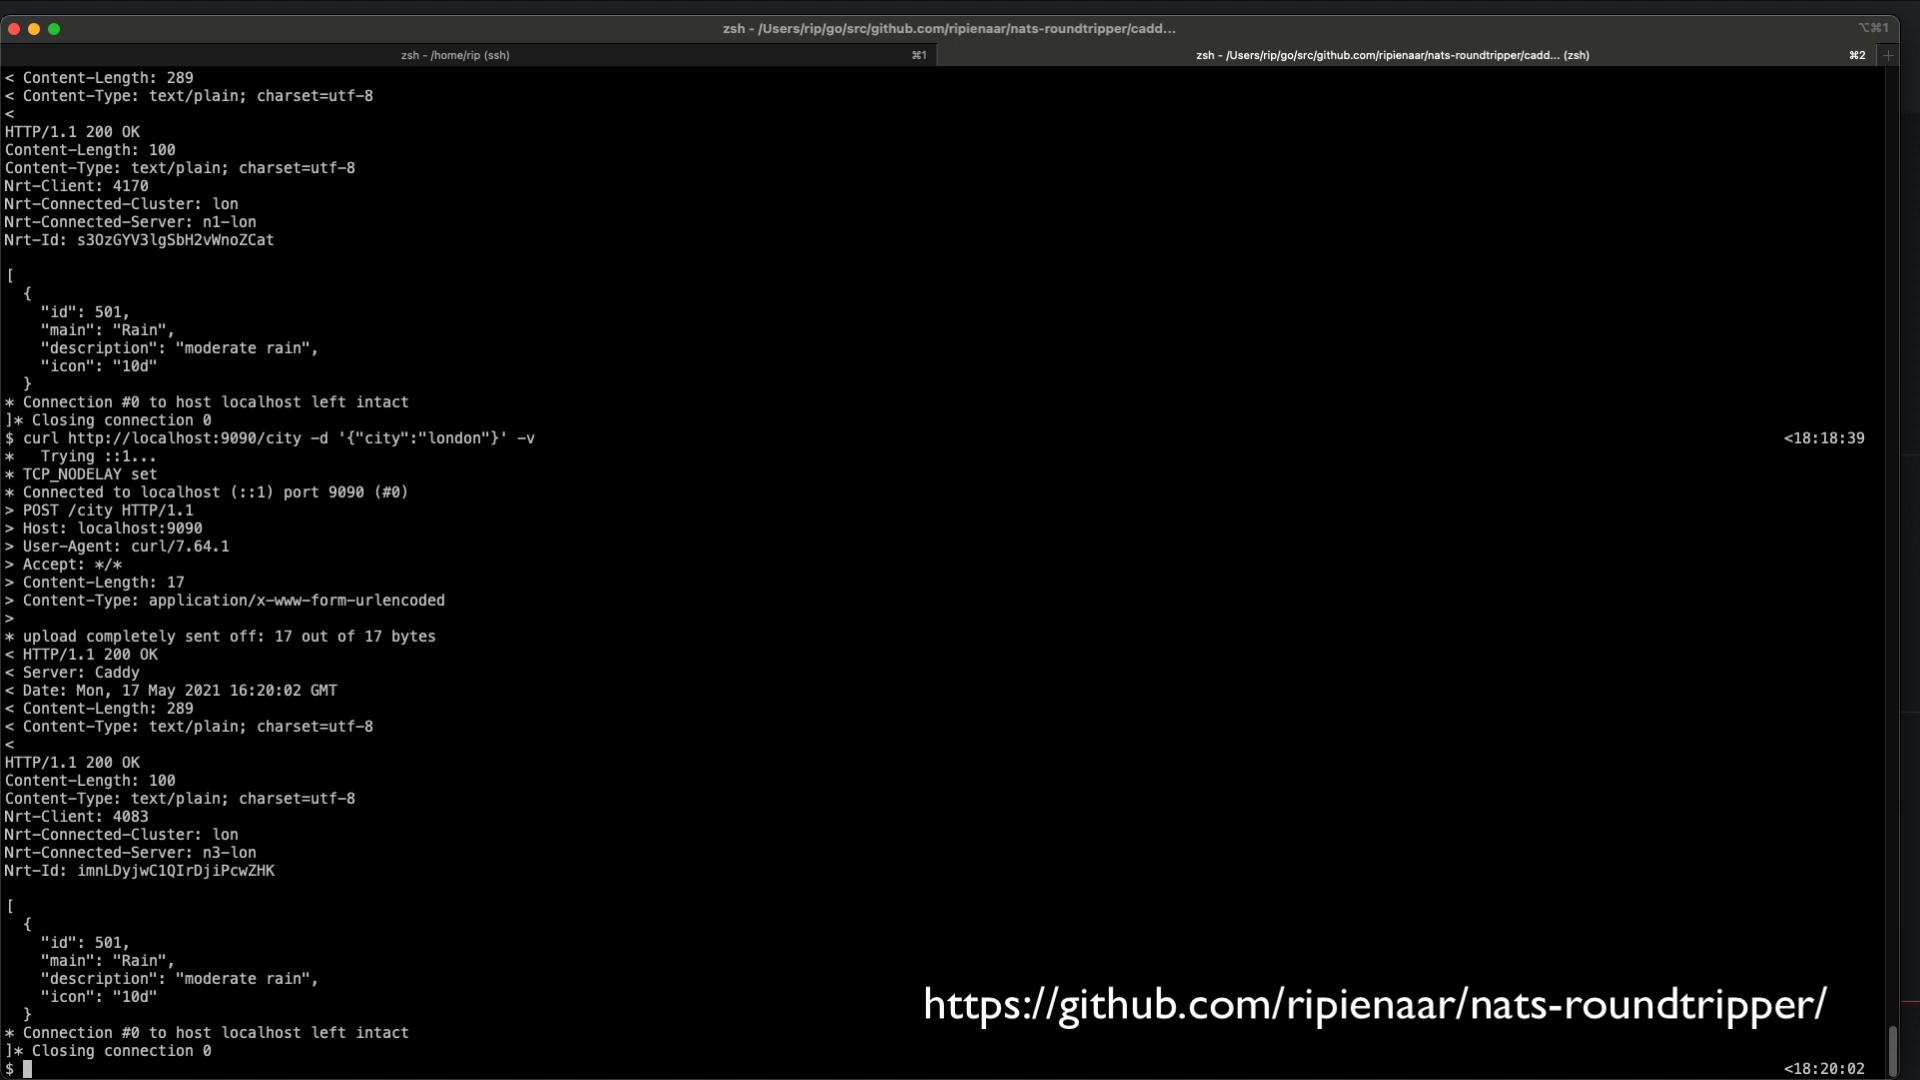 zsh - /Users/rip/go/src/github.com/ripienaar/nats-roundtripper/cadd...
⌥⌘1
zsh - /home/rip (ssh)
⌘1
zsh - /Users/rip/go/src/github.com/ripienaar/nats-roundtripper/cadd... (zsh)
⌘2
< Content-Length: 289
< Content-Type: text/plain; charset=utf-8
<
HTTP/1.1 200 OK
Content-Length: 100
Content-Type: text/plain; charset=utf-8
Nrt-Client: 4170
Nrt-Connected-Cluster: lon
Nrt-Connected-Server: n1-lon
Nrt-Id: s3OzGYV3lgSbH2vWnoZCat
[
  {
    "id": 501,
    "main": "Rain",
    "description": "moderate rain",
    "icon": "10d"
  }
* Connection #0 to host localhost left intact
]* Closing connection 0
$ curl http://localhost:9090/city -d '{"city":"london"}' -v
<18:18:39
*   Trying ::1...
* TCP_NODELAY set
* Connected to localhost (::1) port 9090 (#0)
> POST /city HTTP/1.1
> Host: localhost:9090
> User-Agent: curl/7.64.1
> Accept: */*
> Content-Length: 17
> Content-Type: application/x-www-form-urlencoded
>
* upload completely sent off: 17 out of 17 bytes
< HTTP/1.1 200 OK
< Server: Caddy
< Date: Mon, 17 May 2021 16:20:02 GMT
< Content-Length: 289
< Content-Type: text/plain; charset=utf-8
<
HTTP/1.1 200 OK
Content-Length: 100
Content-Type: text/plain; charset=utf-8
Nrt-Client: 4083
Nrt-Connected-Cluster: lon
Nrt-Connected-Server: n3-lon
Nrt-Id: imnLDyjwC1QIrDjiPcwZHK
[
  {
    "id": 501,
    "main": "Rain",
    "description": "moderate rain",
    "icon": "10d"
  }
* Connection #0 to host localhost left intact
]* Closing connection 0
https://github.com/ripienaar/nats-roundtripper/
$
<18:20:02